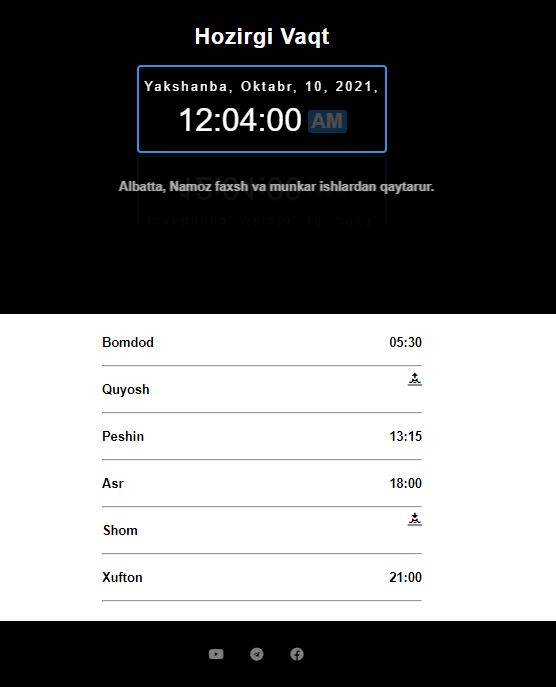 Hozirgi Vaqt
Yakshanba, Oktabr, 10, 2021,
12:04:00 AM
Albatta, Namoz faxsh va munkar ishlardan qaytarur.
Bomdod 05:30
Quyosh
Peshin 13:15
Asr 18:00
Shom
Xufton 21:00